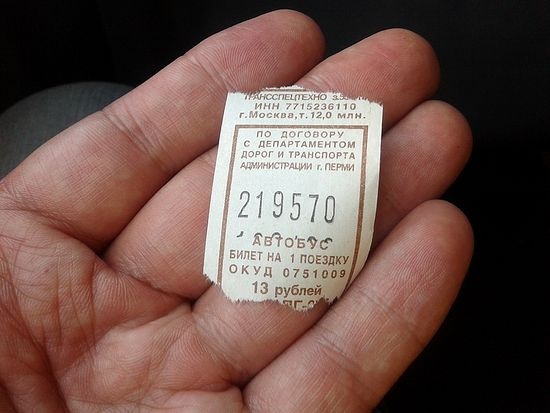 ТРАНССПЕЦТЕХНО
ИНН 7715236110
г.Москва, т. 12,0 млн.
ПО ДОГОВОРУ
С ДЕПАРТАМЕНТОМ
ДОРОГ И ТРАНСПОРТА
АДМИНИСТРАЦИИ г. ПЕРМИ
219570
АВТОБУС
БИЛЕТ НА 1 ПОЕЗДКУ
ОКУД 0751009
13 рублей